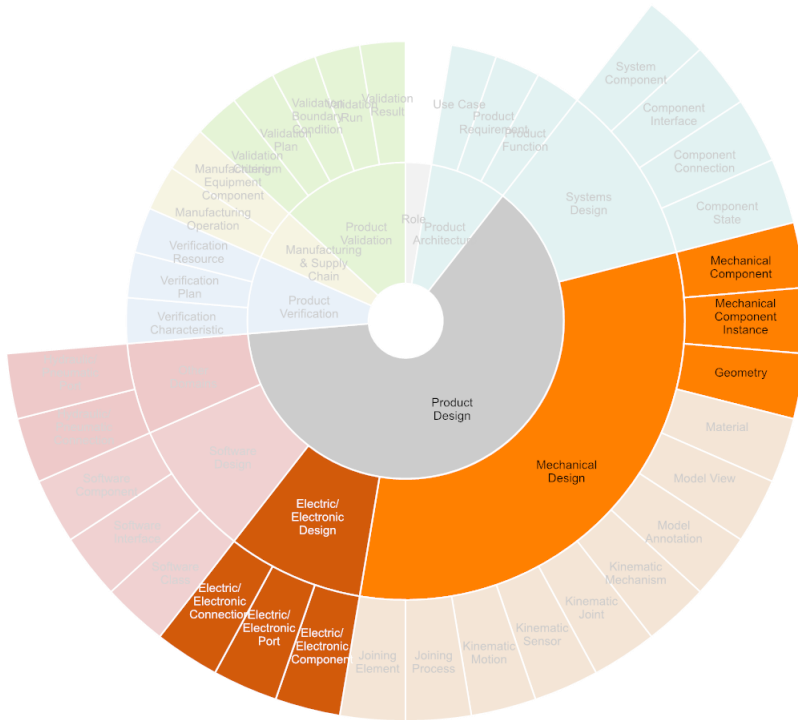 System
Component
Component
Interface
Component
Connection
Component
State
Systems
Design
Use Case
Product
Requirement
Product
Function
Product
Architecture
Role
Validation
Result
Validation
Run
Validation
Boundary
Condition
Validation
Plan
Validation
Criterion
Product
Validation
Manufacturing
Equipment
Component
Manufacturing
Operation
Manufacturing
& Supply
Chain
Verification
Resource
Verification
Plan
Verification
Characteristic
Product
Verification
Product
Design
Mechanical
Design
Mechanical
Component
Mechanical
Component
Instance
Geometry
Material
Model View
Model
Annotation
Kinematic
Mechanism
Kinematic
Joint
Kinematic
Sensor
Kinematic
Motion
Joining
Process
Joining
Element
Electric/
Electronic
Design
Electric/
Electronic
Component
Electric/
Electronic
Port
Electric/
Electronic
Connection
Software
Design
Software
Component
Software
Interface
Software